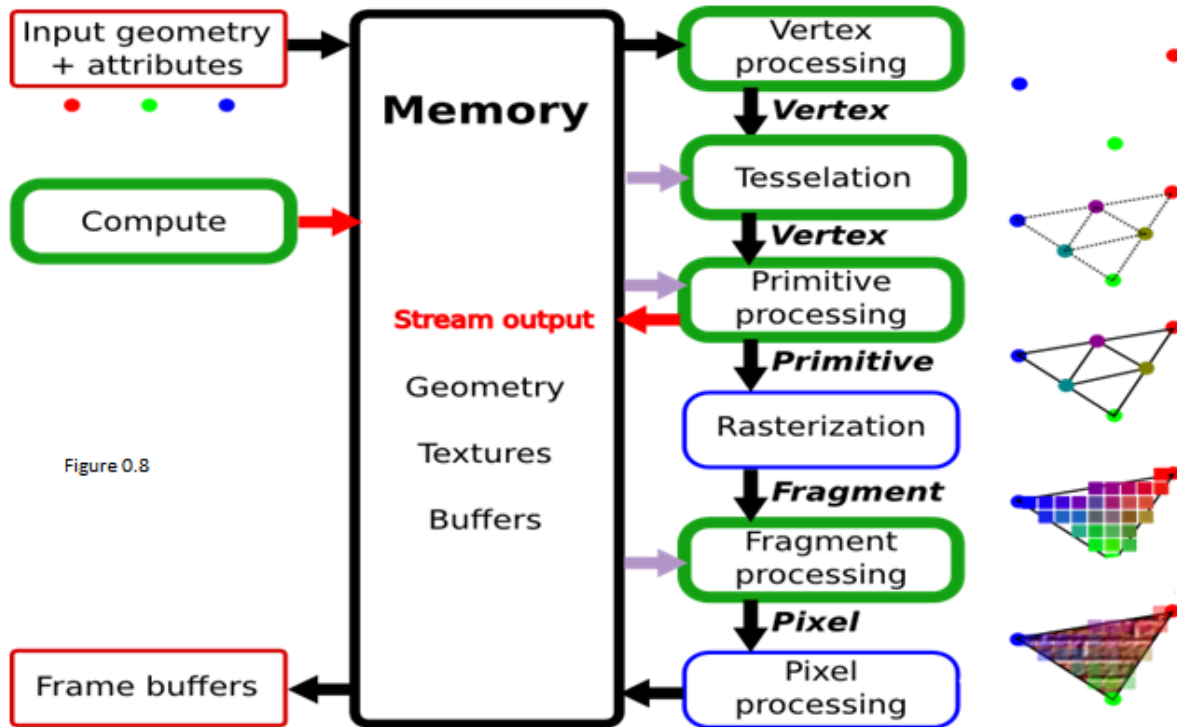 Input geometry
+ attributes
Compute
Figure 0.8
Frame buffers
Memory
Stream output
Geometry
Textures
Buffers
Vertex
processing
Vertex
Tesselation
Vertex
Primitive
processing
Primitive
Rasterization
Fragment
Fragment
processing
Pixel
Pixel
processing